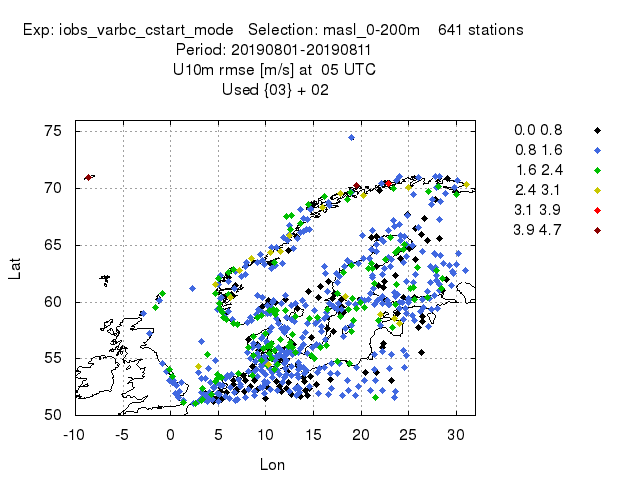 Exp: iobs_varbc_cstart_mode   Selection: masl_0-200m    641 stations
Period: 20190801-20190811
U10m rmse [m/s] at  05 UTC
Used {03} + 02
0.0 0.8
0.8 1.6
1.6 2.4
2.4 3.1
3.1 3.9
3.9 4.7
75
70
65
60
55
50
Lat
-10 -5 0 5 10 15 20 25 30
Lon